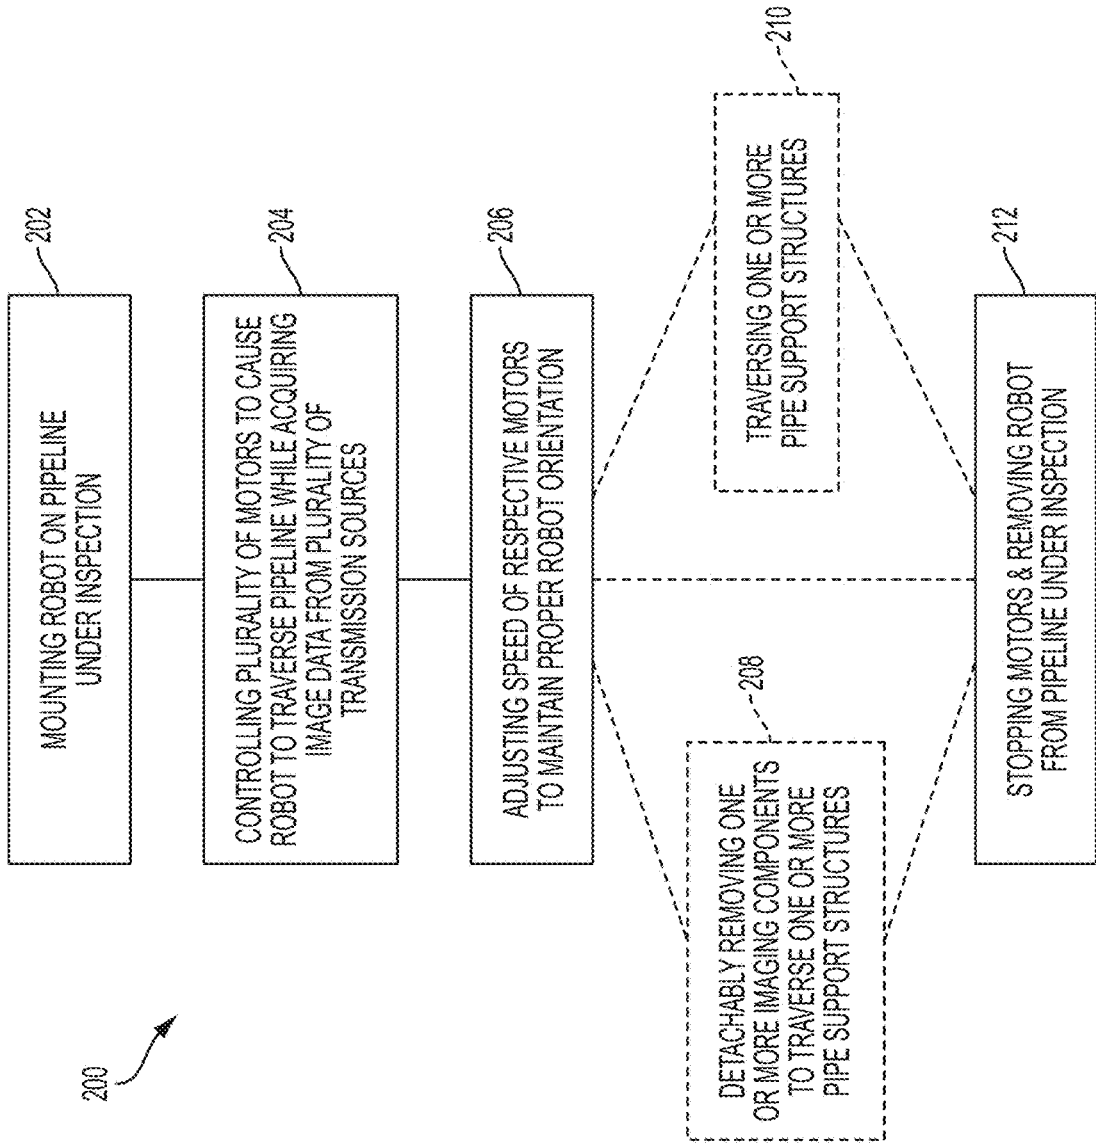 200
MOUNTING ROBOT ON PIPELINE
UNDER INSPECTION
202
CONTROLLING PLURALITY OF MOTORS TO CAUSE
ROBOT TO TRAVERSE PIPELINE WHILE ACQUIRING
IMAGE DATA FROM PLURALITY OF
TRANSMISSION SOURCES
204
ADJUSTING SPEED OF RESPECTIVE MOTORS
TO MAINTAIN PROPER ROBOT ORIENTATION
206
DETACHABLY REMOVING ONE
OR MORE IMAGING COMPONENTS
TO TRAVERSE ONE OR MORE
PIPE SUPPORT STRUCTURES
208
TRAVERSING ONE OR MORE
PIPE SUPPORT STRUCTURES
210
STOPPING MOTORS & REMOVING ROBOT
FROM PIPELINE UNDER INSPECTION
212